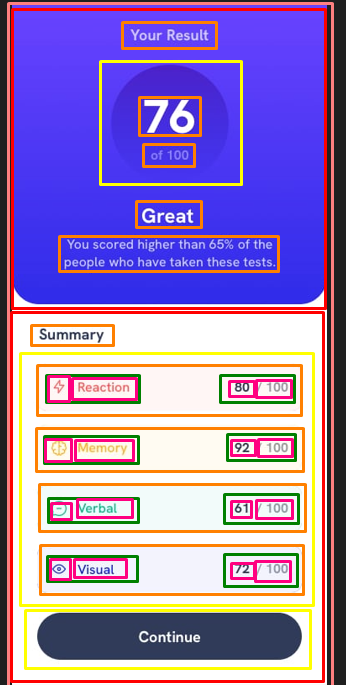 Your Result
76
of 100
Great
You scored higher than 65% of the
people who have taken these tests.
Summary
Reaction 80 / 100
Memory 92 / 100
Verbal 61 / 100
Visual 72 / 100
Continue